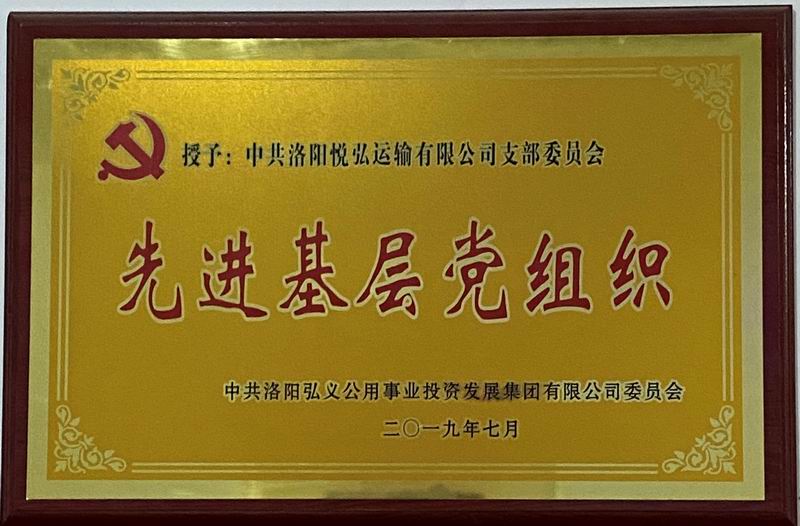 授予：中共洛阳悦弘运输有限公司支部委员会
先进基层党组织
中共洛阳弘义公用事业投资发展集团有限公司委员会
二〇一九年七月